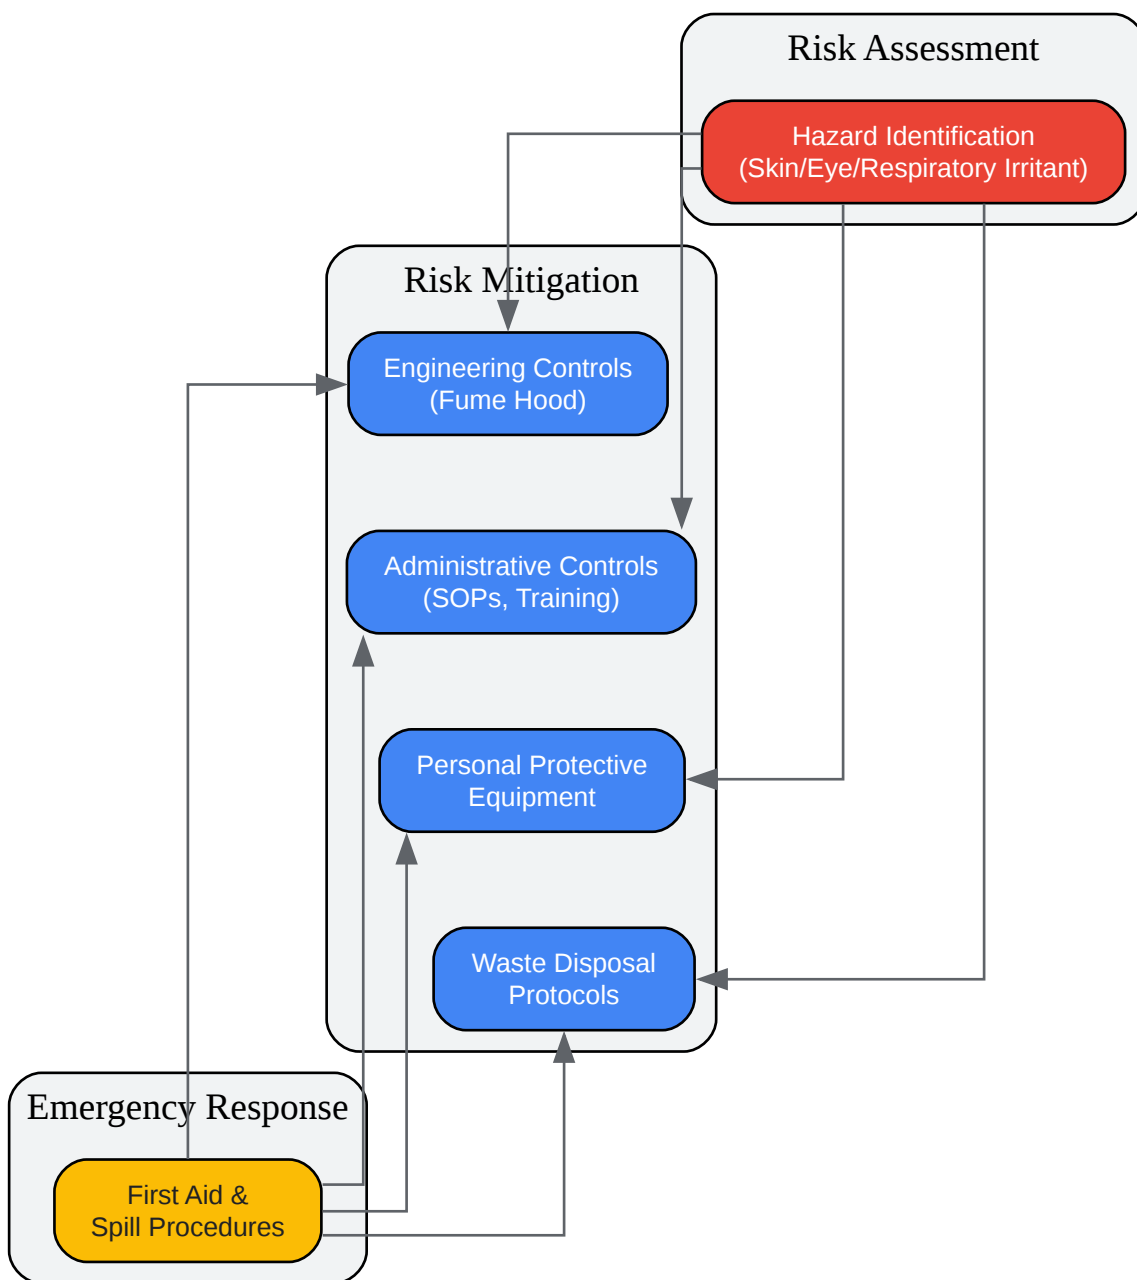 Risk Assessment
Hazard Identification
(Skin/Eye/Respiratory Irritant)
Risk Mitigation
Engineering Controls
(Fume Hood)
Administrative Controls
(SOPs, Training)
Personal Protective
Equipment
Waste Disposal
Protocols
Emergency Response
First Aid &
Spill Procedures